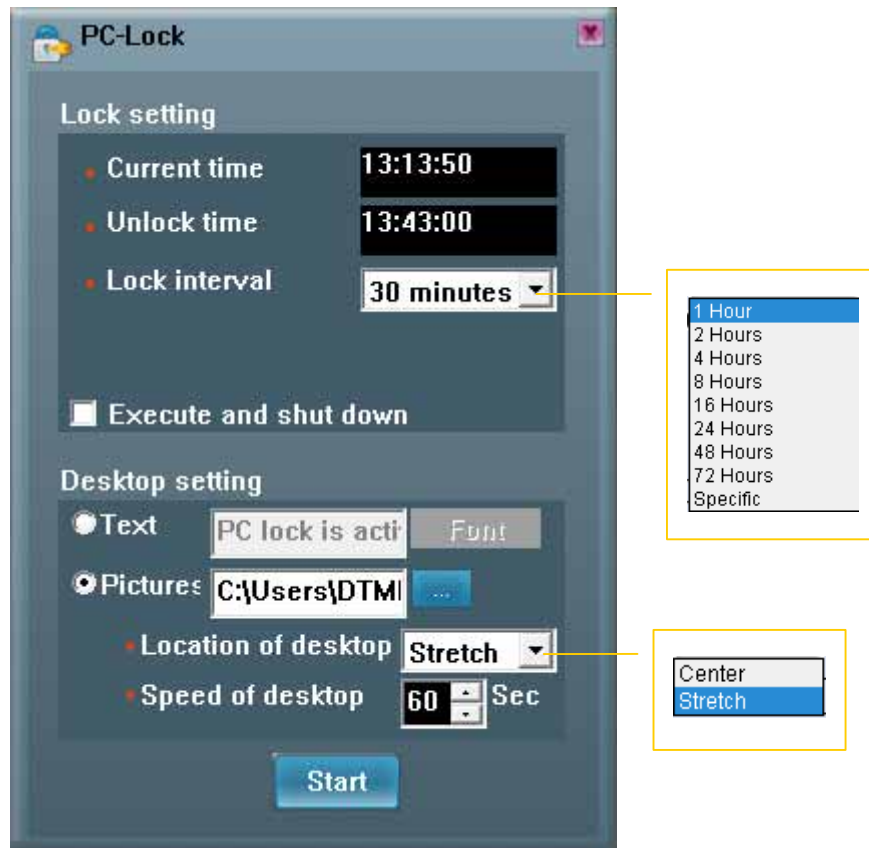 PC-Lock
Lock setting
Current time 13:13:50
Unlock time 13:43:00
Lock interval 30 minutes
1 Hour
2 Hours
4 Hours
8 Hours
16 Hours
24 Hours
48 Hours
72 Hours
Specific
Execute and shut down
Desktop setting
Text PC lock is acti Font
Pictures C:\Users\DTM ...
Location of desktop Stretch
Center
Stretch
Speed of desktop 60 Sec
Start